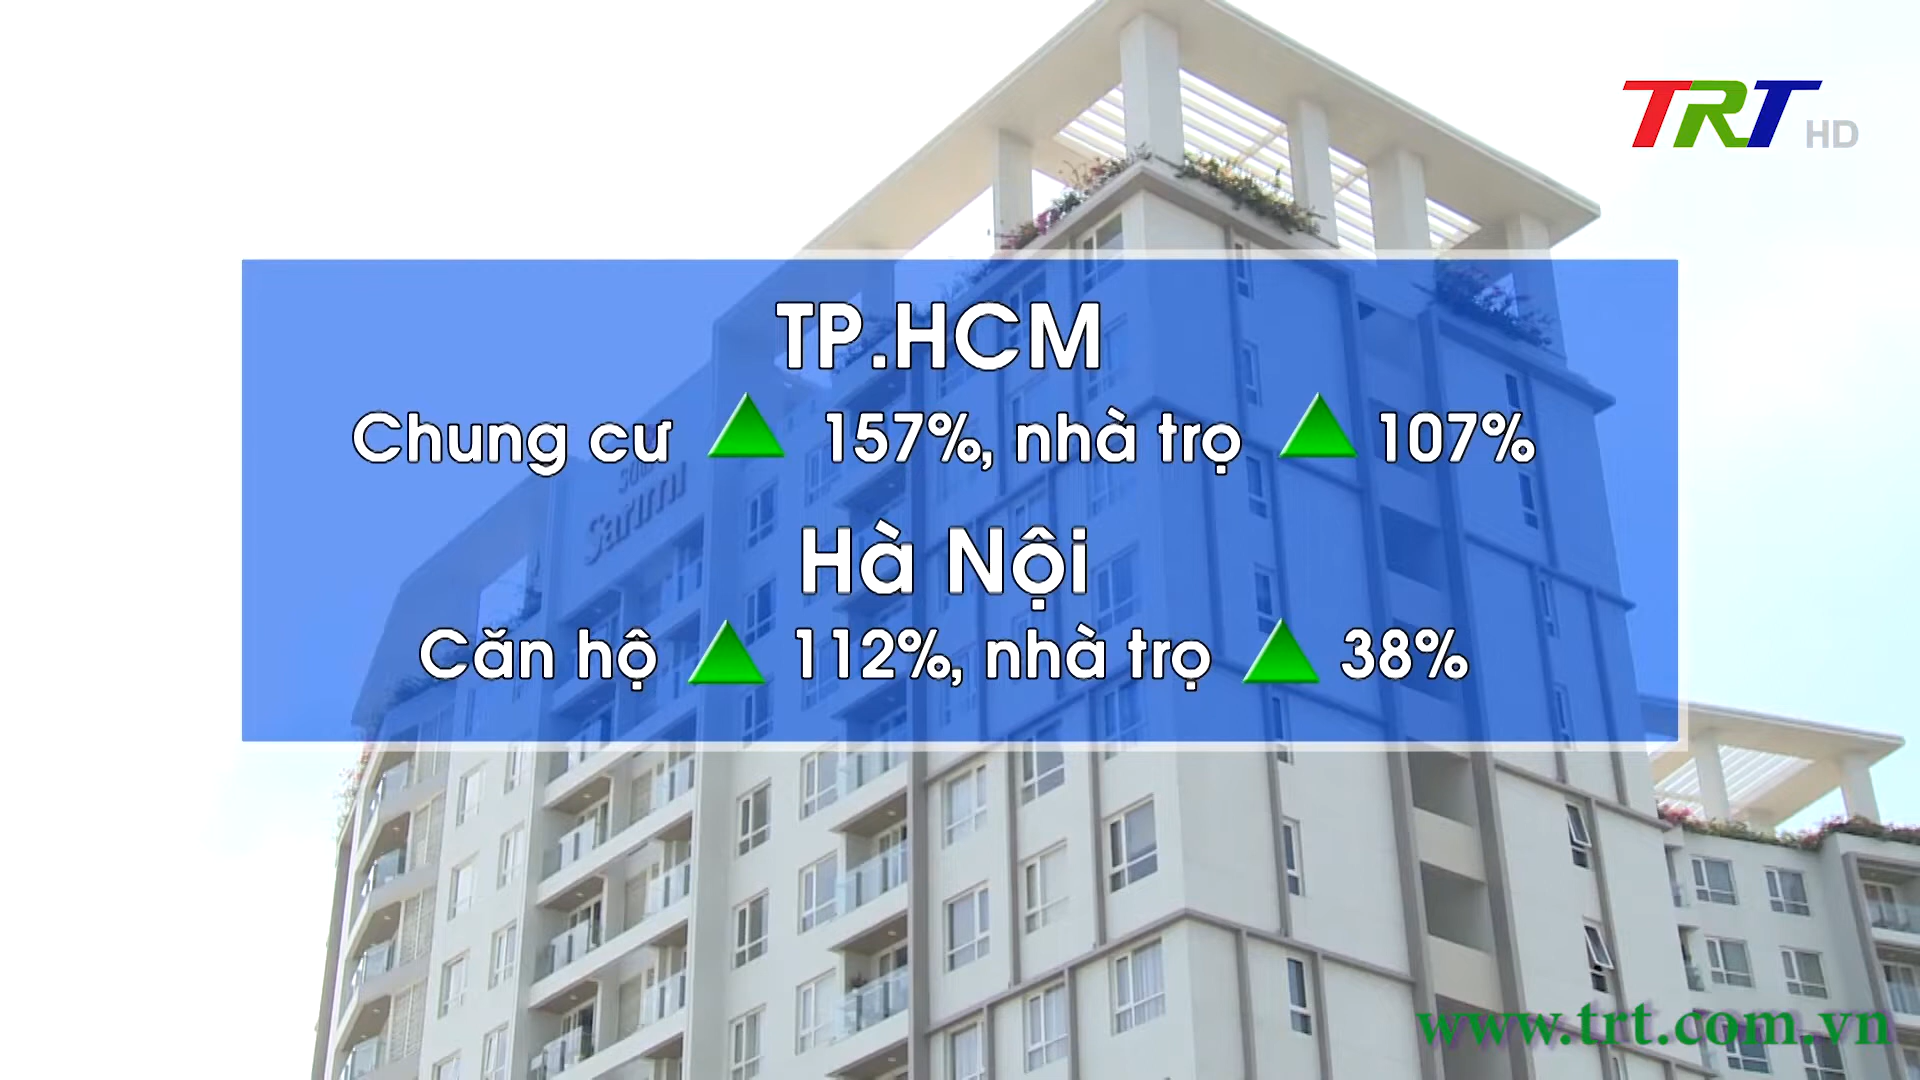 TRT HD
TP.HCM
Chung cư 157%, nhà trọ 107%
Sarimi
Hà Nội
Căn hộ 112%, nhà trọ 38%
www.trt.com.vn